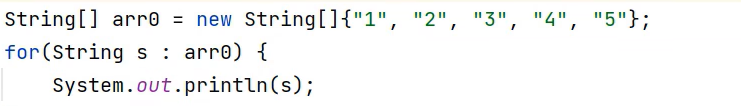 String[] arr0 = new String[]{"1", "2", "3", "4", "5"};
for(String s : arr0) {
    System.out.println(s);